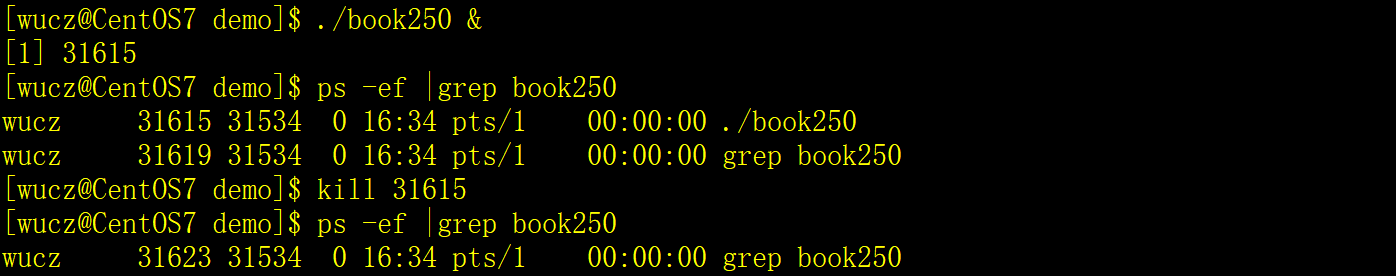 [wucz@CentOS7 demo]$ ./book250 &
[1] 31615
[wucz@CentOS7 demo]$ ps -ef |grep book250
wucz     31615 31534  0 16:34 pts/1    00:00:00 ./book250
wucz     31619 31534  0 16:34 pts/1    00:00:00 grep book250
[wucz@CentOS7 demo]$ kill 31615
[wucz@CentOS7 demo]$ ps -ef |grep book250
wucz     31623 31534  0 16:34 pts/1    00:00:00 grep book250